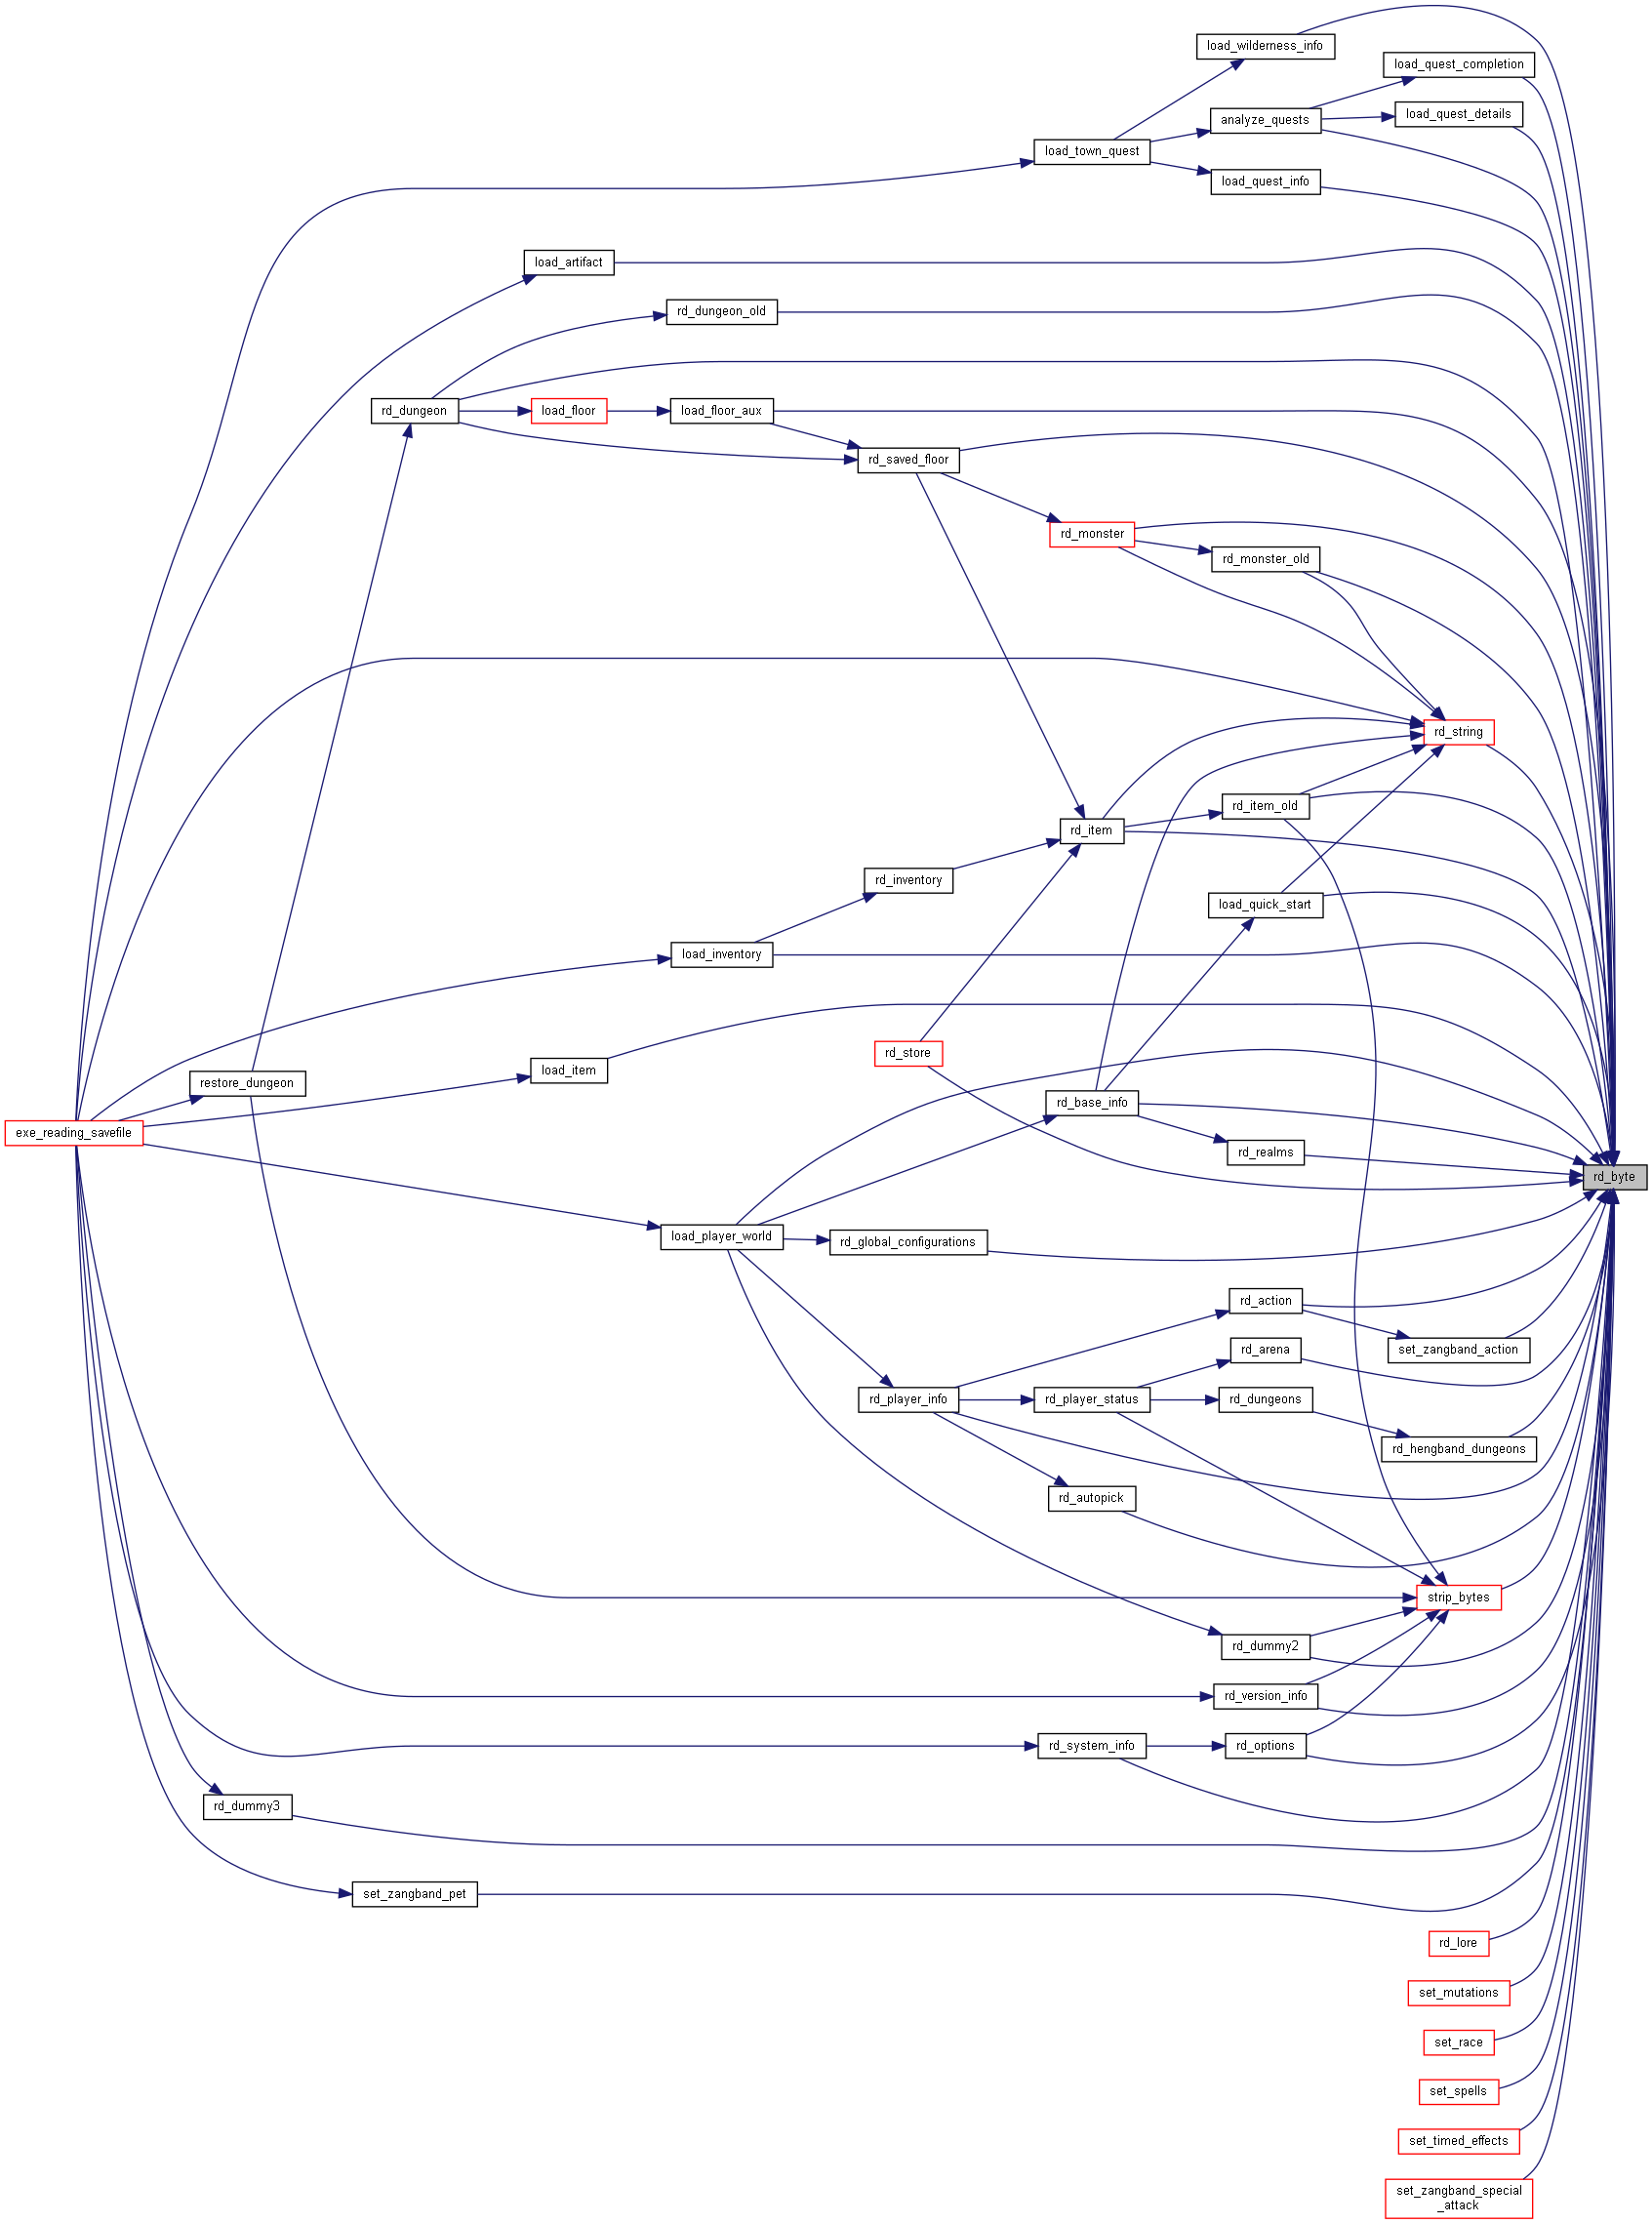 load_wilderness_info
load_quest_completion
load_quest_details
analyze_quests
load_town_quest
load_quest_info
load_artifact
rd_dungeon_old
rd_dungeon
load_floor
load_floor_aux
rd_saved_floor
rd_monster
rd_monster_old
rd_string
rd_item_old
rd_item
rd_inventory
load_quick_start
load_inventory
rd_store
load_item
restore_dungeon
rd_base_info
exe_reading_savefile
rd_realms
rd_byte
load_player_world
rd_global_configurations
rd_action
set_zangband_action
rd_arena
rd_player_info
rd_player_status
rd_dungeons
rd_hengband_dungeons
rd_autopick
strip_bytes
rd_dummy2
rd_version_info
rd_system_info
rd_options
rd_dummy3
set_zangband_pet
rd_lore
set_mutations
set_race
set_spells
set_timed_effects
set_zangband_special
_attack